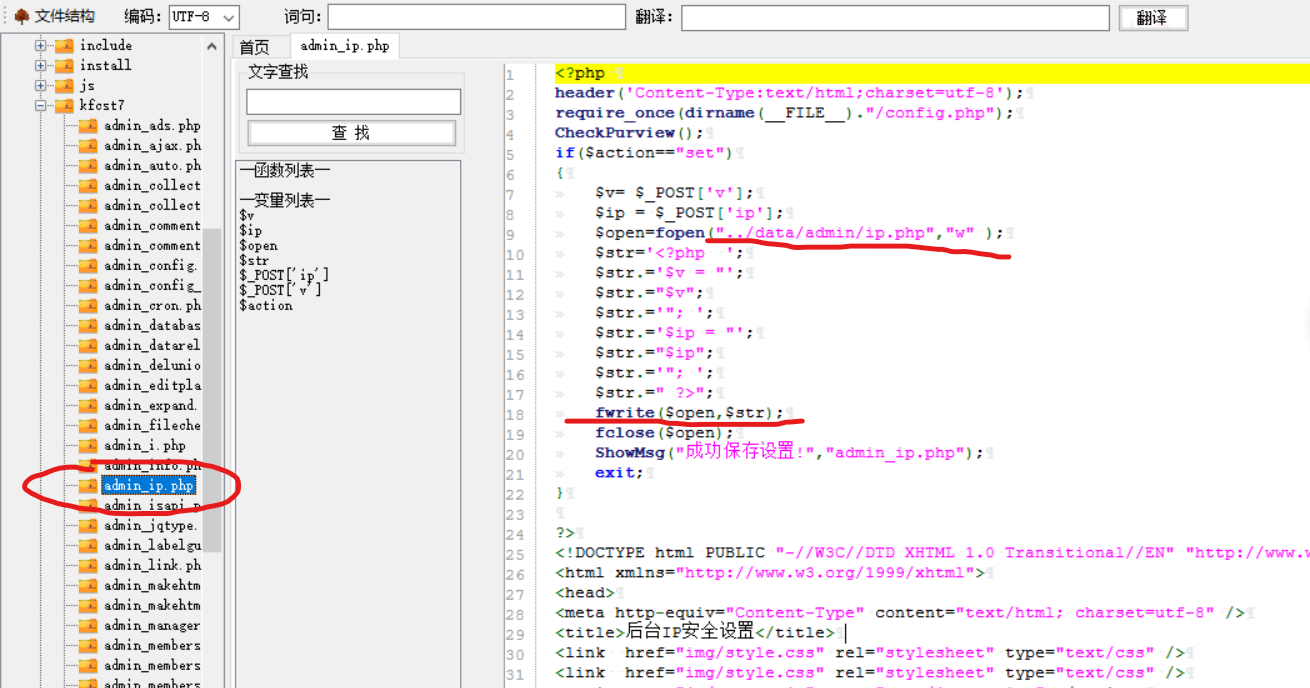 文件结构 编码: UTF-8 词句: 翻译: 翻译
include
install
js
kfcst7
admin_ads.php
admin_ajax.ph
admin_auto.ph
admin_collect
admin_collect
admin_comment
admin_comment
admin_config.
admin_config_
admin_cron.ph
admin_databas
admin_datarel
admin_delunio
admin_editpla
admin_expand.
admin_fileche
admin_i.php
admin_info.ph
admin_ip.php
admin_isapi_p
admin_jqtype.
admin_labelgu
admin_link.ph
admin_makehtm
admin_makehtm
admin_manager
admin_members
admin_members
admin_members
首页 admin_ip.php
文字查找
查 找
一函数列表一
一变量列表一
$v
$ip
$open
$str
$_POST['ip']
$_POST['v']
$action
1 <?php
2 header('Content-Type:text/html;charset=utf-8');
3 require_once(dirname(__FILE__)."/config.php");
4 CheckPurview();
5 if($action=="set")
6 {
7 $v= $_POST['v'];
8 $ip = $_POST['ip'];
9 $open=fopen("../data/admin/ip.php","w" );
10 $str='<?php  ';
11 $str.='$v = "';
12 $str.="$v";
13 $str.='"; ';
14 $str.='$ip = "';
15 $str.="$ip";
16 $str.='"; ';
17 $str.=" ?>";
18 fwrite($open,$str);
19 fclose($open);
20 ShowMsg("成功保存设置!","admin_ip.php");
21 exit;
22 }
23
24 ?>
25 <!DOCTYPE html PUBLIC "-//W3C//DTD XHTML 1.0 Transitional//EN" "http://www.w
26 <html xmlns="http://www.w3.org/1999/xhtml">
27 <head>
28 <meta http-equiv="Content-Type" content="text/html; charset=utf-8" />
29 <title>后台IP安全设置</title>
30 <link  href="img/style.css" rel="stylesheet" type="text/css" />
31 <link  href="img/style.css" rel="stylesheet" type="text/css" />